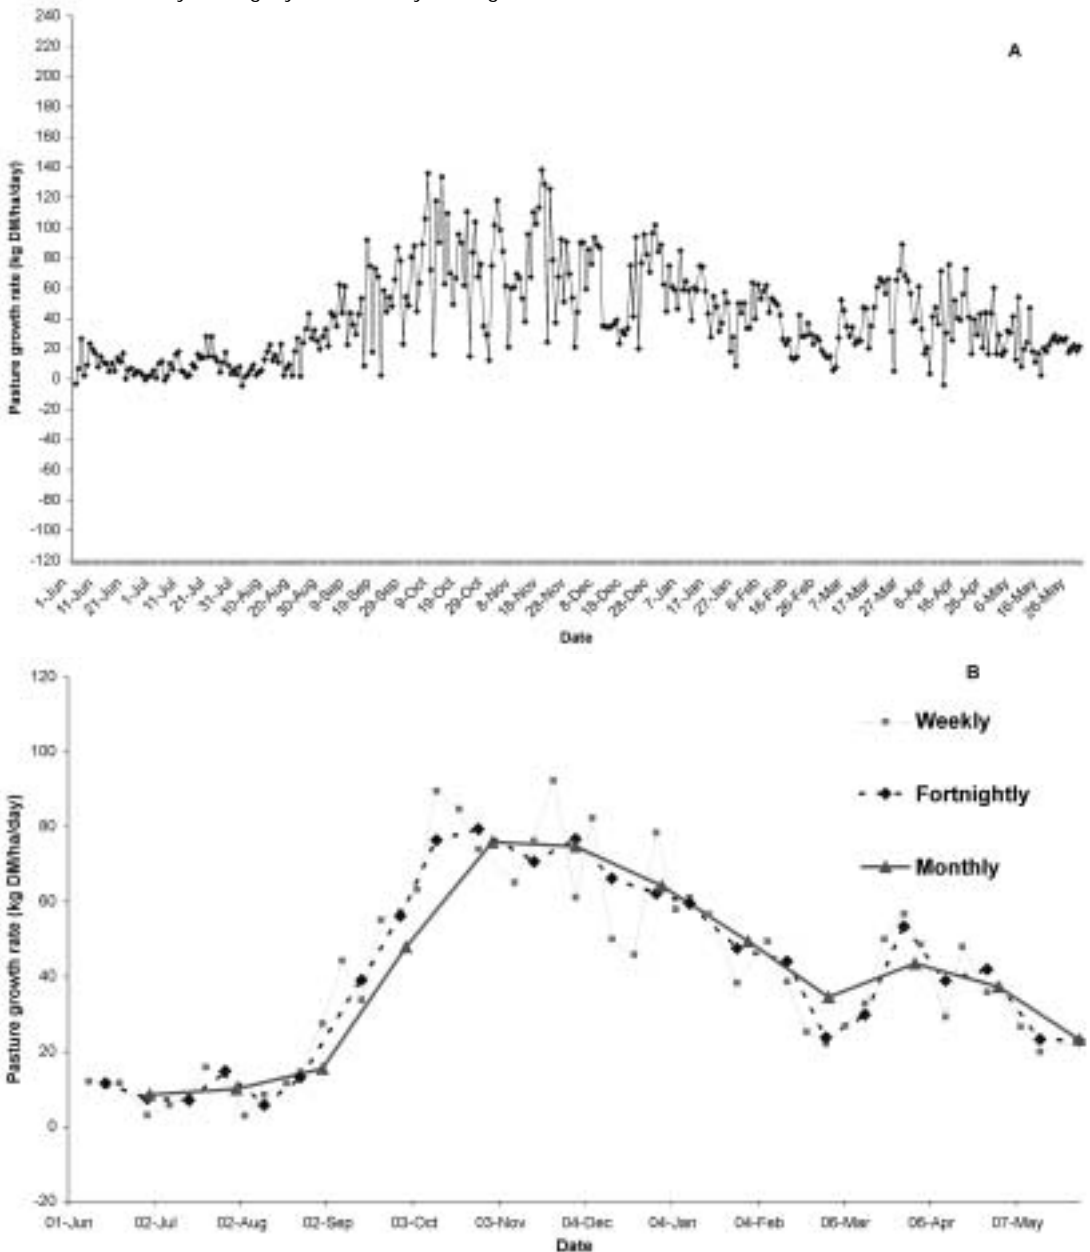 240
220
200
180
160
140
120
100
80
60
40
20
0
-20
-40
-60
-80
-100
-120
Pasture growth rate (kg DM/ha/day)
A
1-Jun
11-Jun
21-Jun
1-Jul
11-Jul
21-Jul
31-Jul
10-Aug
20-Aug
30-Aug
9-Sep
19-Sep
29-Sep
9-Oct
19-Oct
29-Oct
8-Nov
18-Nov
28-Nov
8-Dec
18-Dec
28-Dec
7-Jan
17-Jan
27-Jan
6-Feb
16-Feb
26-Feb
7-Mar
17-Mar
27-Mar
6-Apr
16-Apr
26-Apr
6-May
16-May
26-May
Date
B
120
100
80
60
40
20
0
-20
Pasture growth rate (kg DM/ha/day)
Weekly
Fortnightly
Monthly
01-Jun
02-Jul
02-Aug
02-Sep
03-Oct
03-Nov
04-Dec
04-Jan
04-Feb
06-Mar
06-Apr
07-May
Date